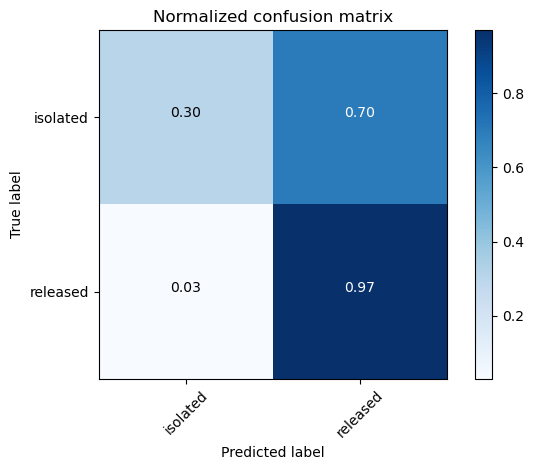 Normalized confusion matrix
True label
isolated
0.30
0.70
released
0.03
0.97
isolated
released
Predicted label
0.8
0.6
0.4
0.2